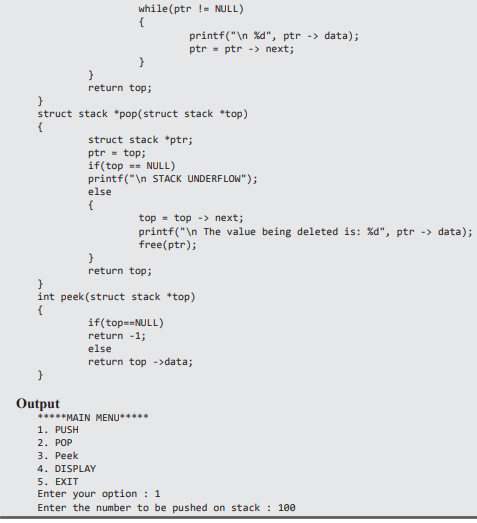 while(ptr != NULL)
{
printf("\n %d", ptr -> data);
ptr = ptr -> next;
}
}
return top;
}
struct stack *pop(struct stack *top)
{
struct stack *ptr;
ptr = top;
if(top == NULL)
printf("\n STACK UNDERFLOW");
else
{
top = top -> next;
printf("\n The value being deleted is: %d", ptr -> data);
free(ptr);
}
return top;
}
int peek(struct stack *top)
{
if(top==NULL)
return -1;
else
return top ->data;
}
Output
*****MAIN MENU*****
1. PUSH
2. POP
3. Peek
4. DISPLAY
5. EXIT
Enter your option : 1
Enter the number to be pushed on stack : 100